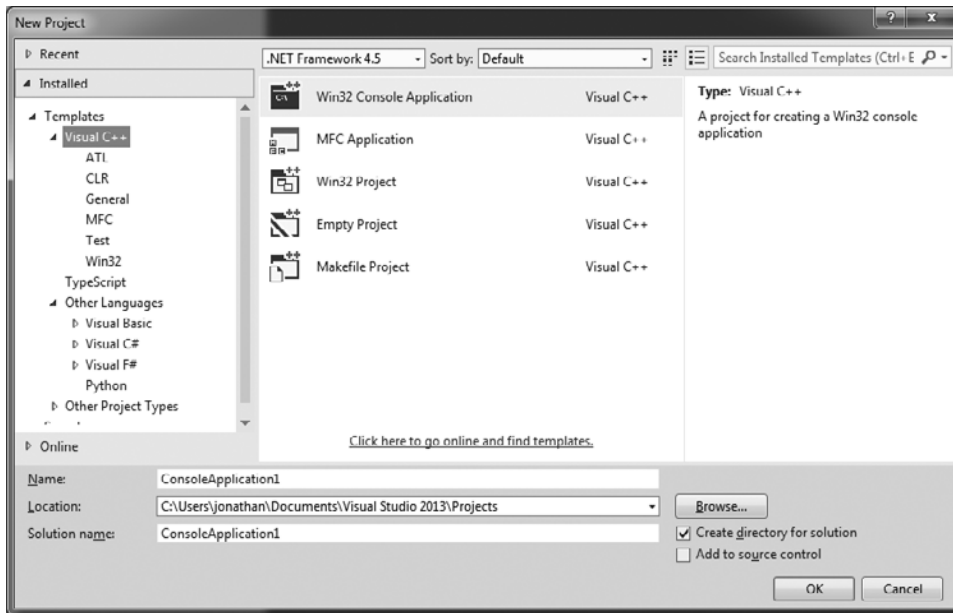 New Project
? x
Recent
.NET Framework 4.5 Sort by: Default Search Installed Templates (Ctrl+E
Installed
Templates
Visual C++
ATL
CLR
General
MFC
Test
Win32
TypeScript
Other Languages
Visual Basic
Visual C#
Visual F#
Python
Other Project Types
Online
Win32 Console Application Visual C++
MFC Application Visual C++
Win32 Project Visual C++
Empty Project Visual C++
Makefile Project Visual C++
Click here to go online and find templates.
Type: Visual C++
A project for creating a Win32 console
application
Name: ConsoleApplication1
Location: C:\Users\jonathan\Documents\Visual Studio 2013\Projects Browse...
Solution name: ConsoleApplication1
Create directory for solution
Add to source control
OK Cancel